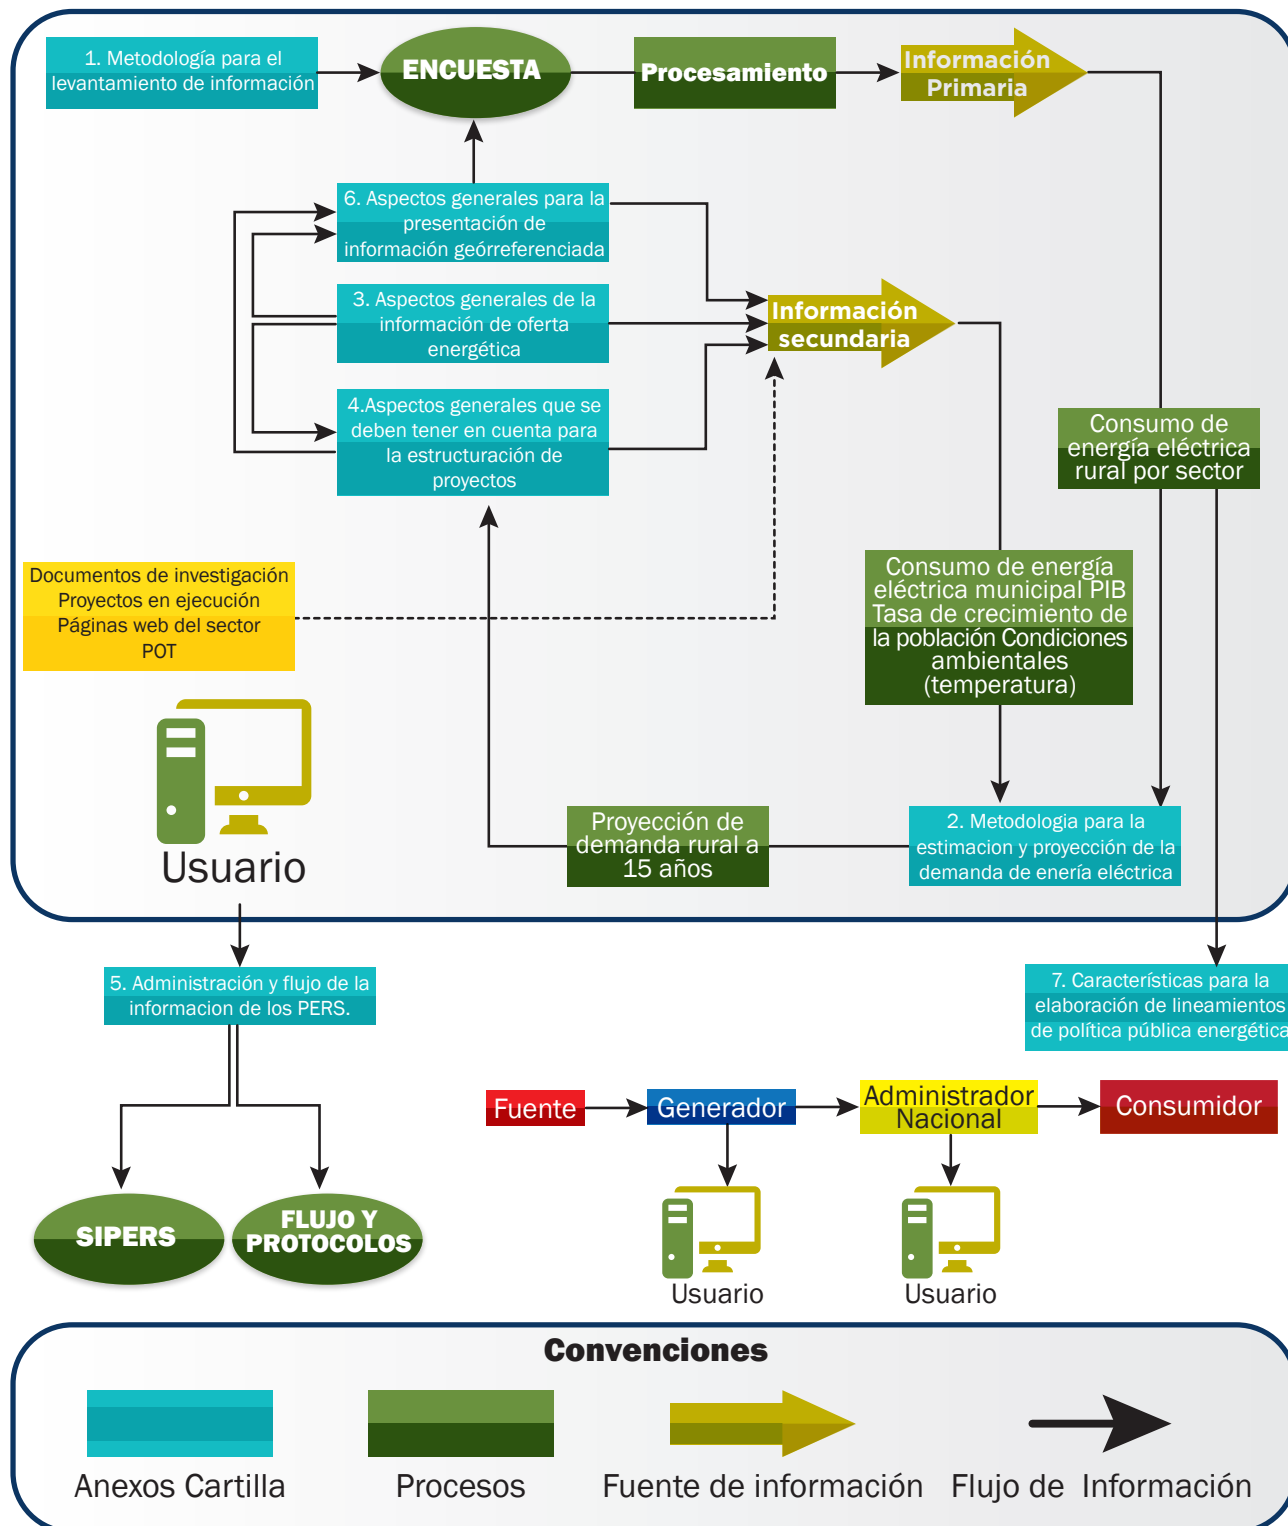 1. Metodología para el
levantamiento de información
ENCUESTA
Procesamiento
Información
Primaria
6. Aspectos generales para la
presentación de
información geórreferenciada
3. Aspectos generales de la
información de oferta
energética
Información
secundaria
4.Aspectos generales que se
deben tener en cuenta para
la estructuración de
proyectos
Consumo de
energía eléctrica
rural por sector
Documentos de investigación
Proyectos en ejecución
Páginas web del sector
POT
Consumo de energía
eléctrica municipal PIB
Tasa de crecimiento de
la población Condiciones
ambientales
(temperatura)
Usuario
Proyección de
demanda rural a
15 años
2. Metodologia para la
estimacion y proyección de la
demanda de enería eléctrica
5. Administración y flujo de la
informacion de los PERS.
7. Características para la
elaboración de lineamientos
de política pública energética
Fuente
Generador
Administrador
Nacional
Consumidor
SIPERS
FLUJO Y
PROTOCOLOS
Usuario
Usuario
Convenciones
Anexos Cartilla
Procesos
Fuente de información
Flujo de Información